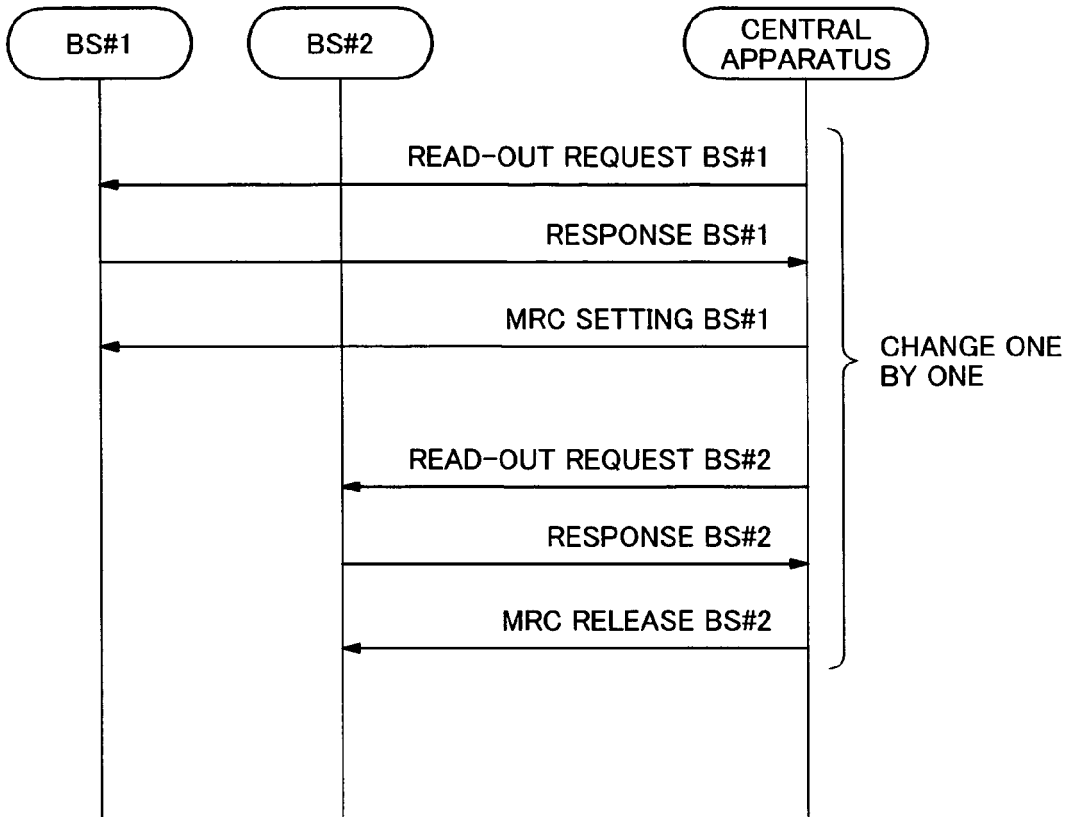 BS#1
BS#2
CENTRAL
APPARATUS
READ-OUT REQUEST BS#1
RESPONSE BS#1
MRC SETTING BS#1
CHANGE ONE
BY ONE
READ-OUT REQUEST BS#2
RESPONSE BS#2
MRC RELEASE BS#2